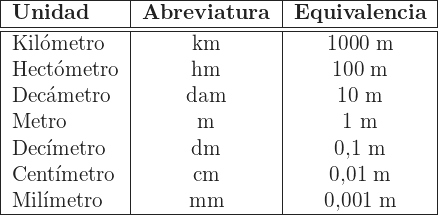 Unidad Abreviatura Equivalencia
Kilómetro km 1000 m
Hectómetro hm 100 m
Decámetro dam 10 m
Metro m 1 m
Decímetro dm 0,1 m
Centímetro cm 0,01 m
Milímetro mm 0,001 m